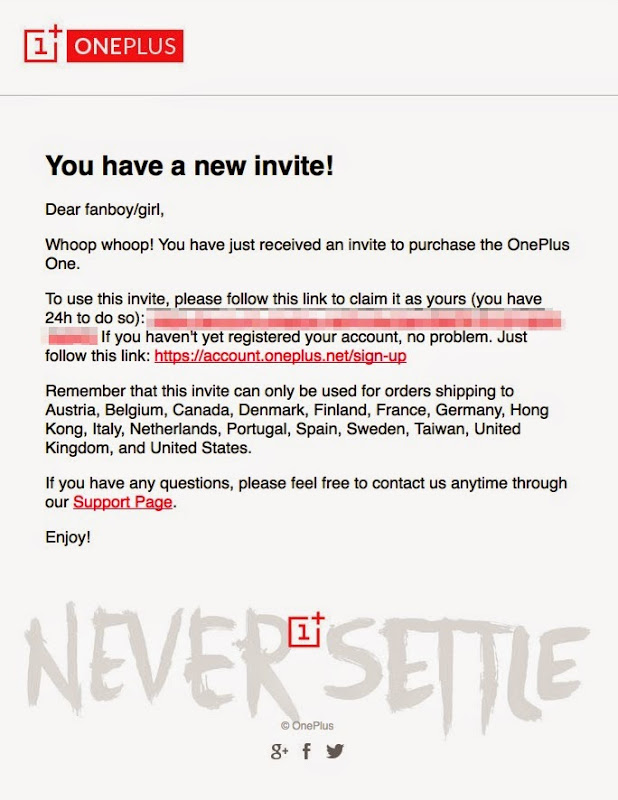 1+ ONEPLUS
You have a new invite!
Dear fanboy/girl,
Whoop whoop! You have just received an invite to purchase the OnePlus
One.
To use this invite, please follow this link to claim it as yours (you have
24h to do so):
If you haven't yet registered your account, no problem. Just
follow this link: https://account.oneplus.net/sign-up
Remember that this invite can only be used for orders shipping to
Austria, Belgium, Canada, Denmark, Finland, France, Germany, Hong
Kong, Italy, Netherlands, Portugal, Spain, Sweden, Taiwan, United
Kingdom, and United States.
If you have any questions, please feel free to contact us anytime through
our Support Page.
Enjoy!
NEVER 1+ SETTLE
© OnePlus
g+ f